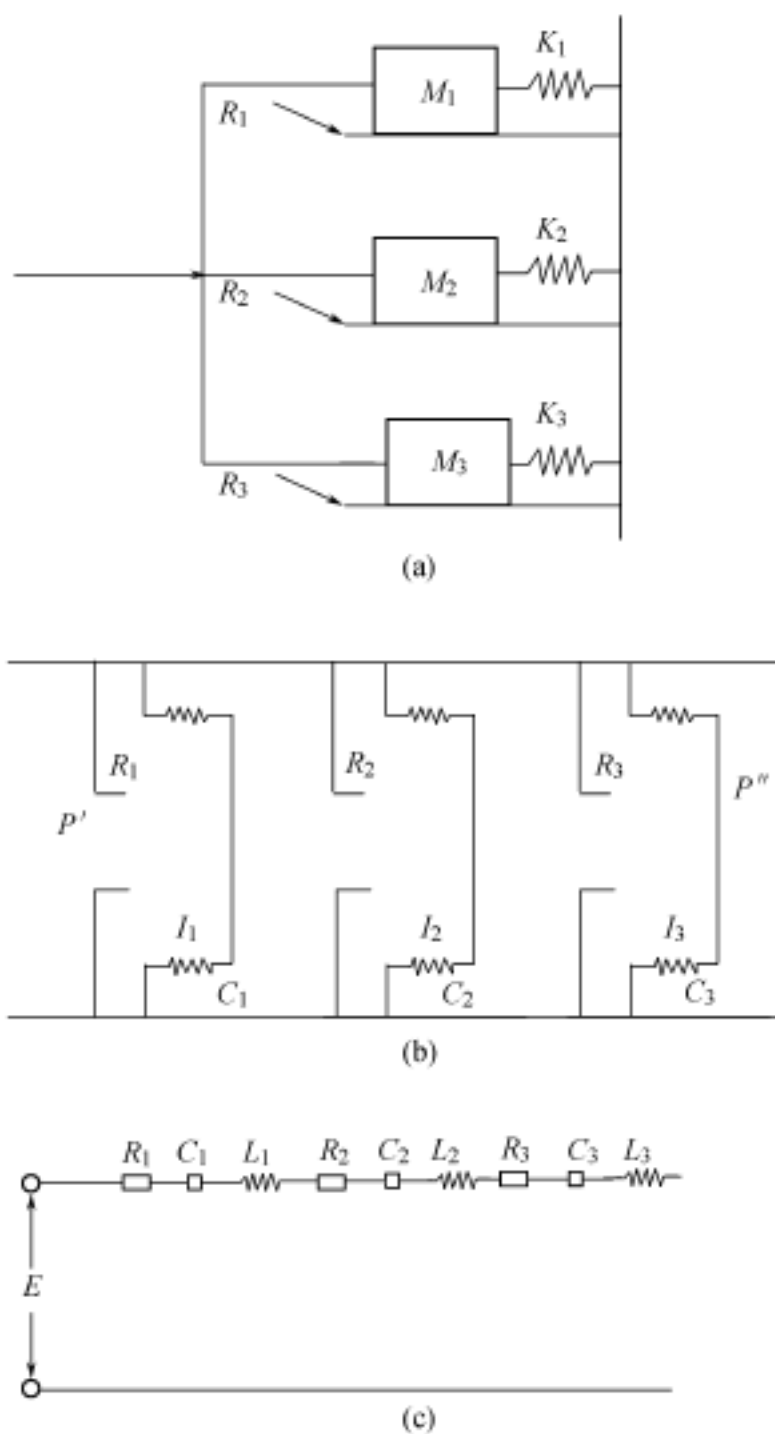 K₁
M₁
R₁
K₂
M₂
R₂
K₃
M₃
R₃
(a)
R₁ R₂ R₃
P′ P″
I₁ I₂ I₃
C₁ C₂ C₃
(b)
R₁ C₁ L₁ R₂ C₂ L₂ R₃ C₃ L₃
E
(c)